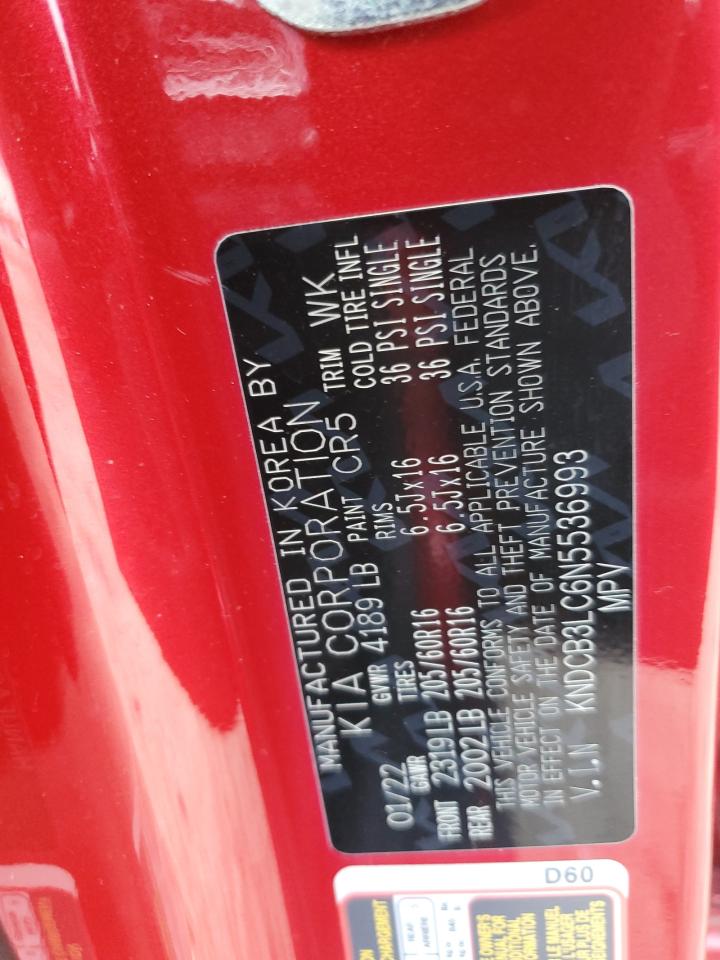 MANUFACTURED IN KOREA BY
KIA CORPORATION
01/22 GVWR 4189 LB PAINT CR5 TRIM WK
GAWR TIRES RIMS COLD TIRE INFL
FRONT 2319LB 205/60R16 6.5Jx16 36 PSI SINGLE
REAR 2002LB 205/60R16 6.5Jx16 36 PSI SINGLE
THIS VEHICLE CONFORMS TO ALL APPLICABLE U.S.A. FEDERAL
MOTOR VEHICLE SAFETY AND THEFT PREVENTION STANDARDS
IN EFFECT ON THE DATE OF MANUFACTURE SHOWN ABOVE.
V.I.N KNDCB3LC6N5536993
MPV
D60